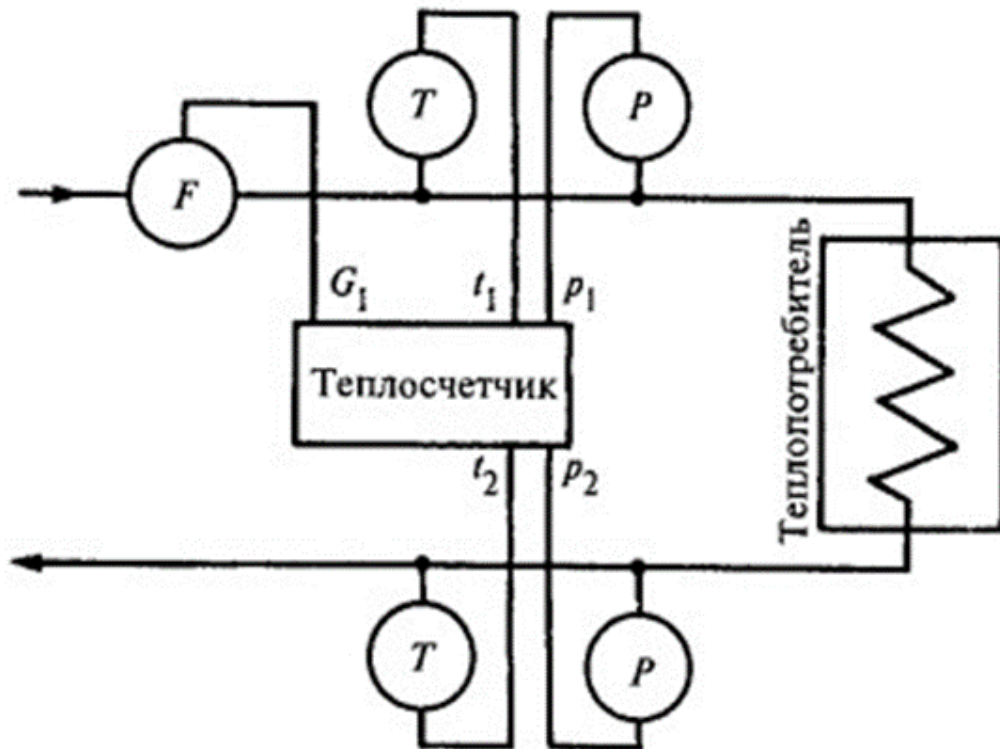 T
P
F
G₁
t₁
p₁
Теплосчетчик
Теплопотребитель
t₂
p₂
T
P